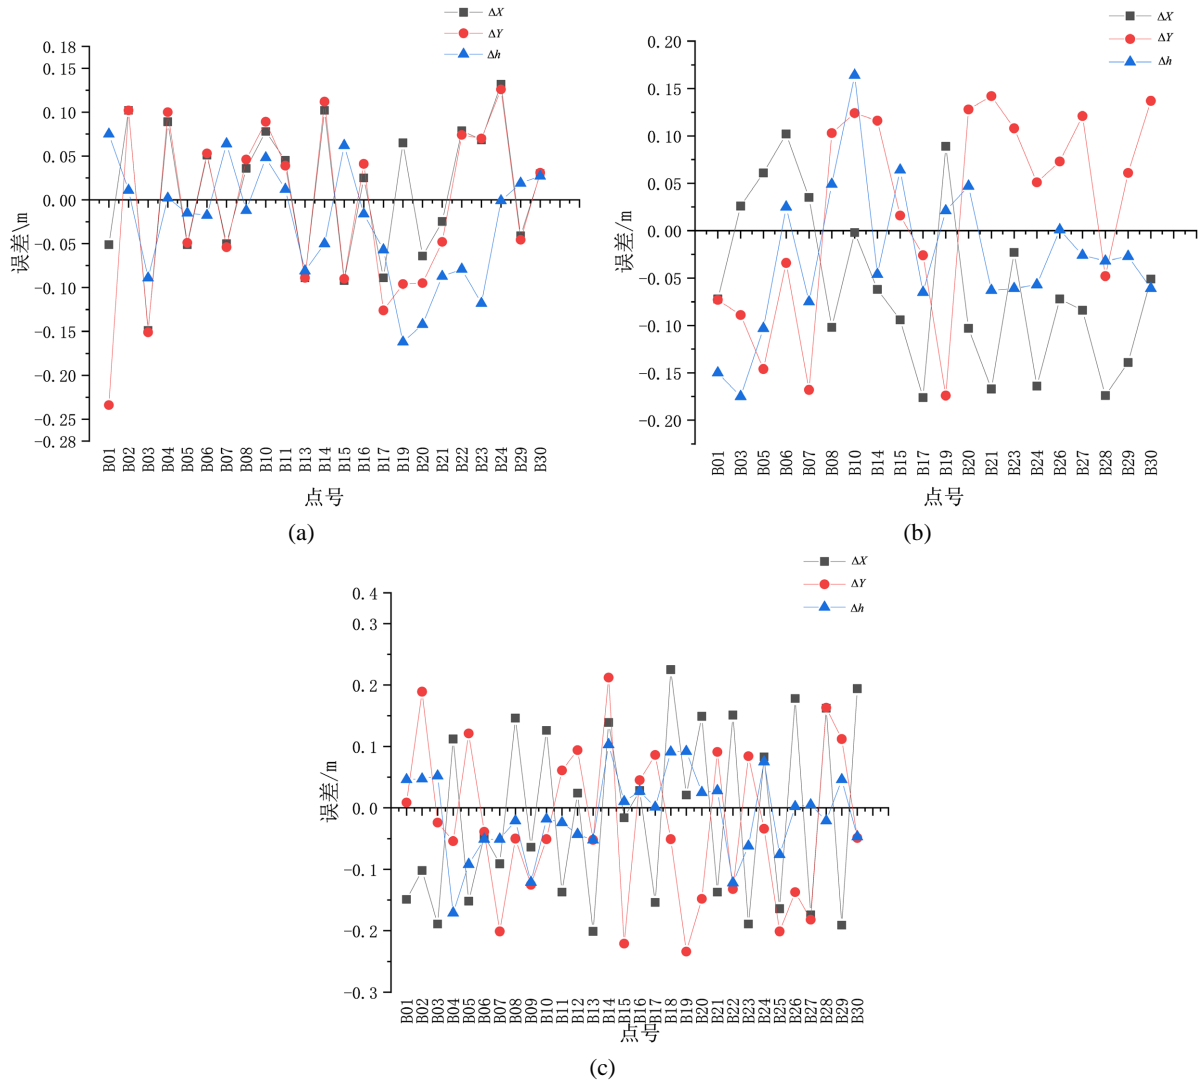 ΔX
ΔY
Δh
0.18
0.15
0.10
0.05
0.00
-0.05
-0.10
-0.15
-0.20
-0.25
-0.28
误差\m
B01 B02 B03 B04 B05 B06 B07 B08 B10 B11 B13 B14 B15 B16 B17 B19 B20 B21 B22 B23 B24 B29 B30
点号
(a)
ΔX
ΔY
Δh
0.20
0.15
0.10
0.05
0.00
-0.05
-0.10
-0.15
-0.20
误差/m
B01 B03 B05 B06 B07 B08 B10 B14 B15 B17 B19 B20 B21 B23 B24 B26 B27 B28 B29 B30
点号
(b)
ΔX
ΔY
Δh
0.4
0.3
0.2
0.1
0.0
-0.1
-0.2
-0.3
误差/m
B01 B02 B03 B04 B05 B06 B07 B08 B09 B10 B11 B12 B13 B14 B15 B16 B17 B18 B19 B20 B21 B22 B23 B24 B25 B26 B27 B28 B29 B30
点号
(c)